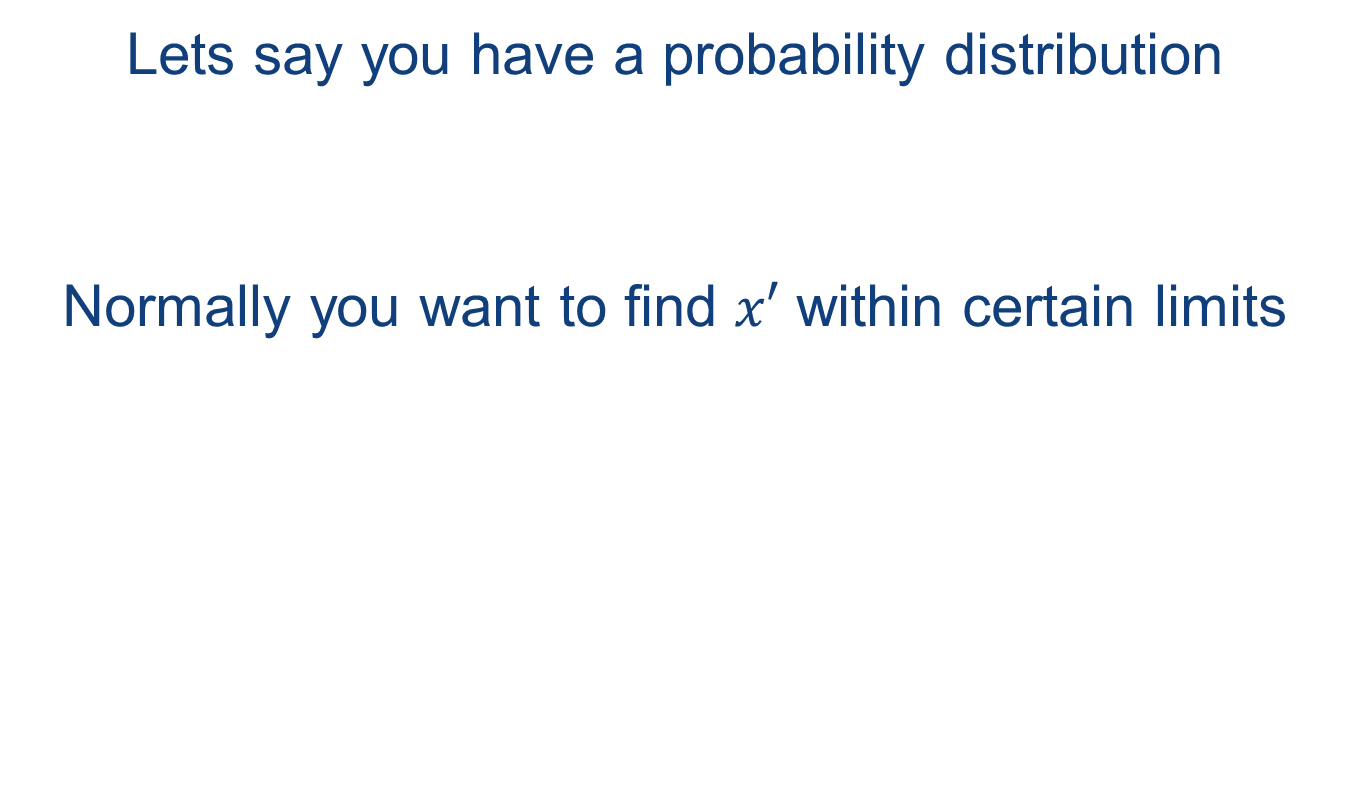 Lets say you have a probability distribution
Normally you want to find x′ within certain limits